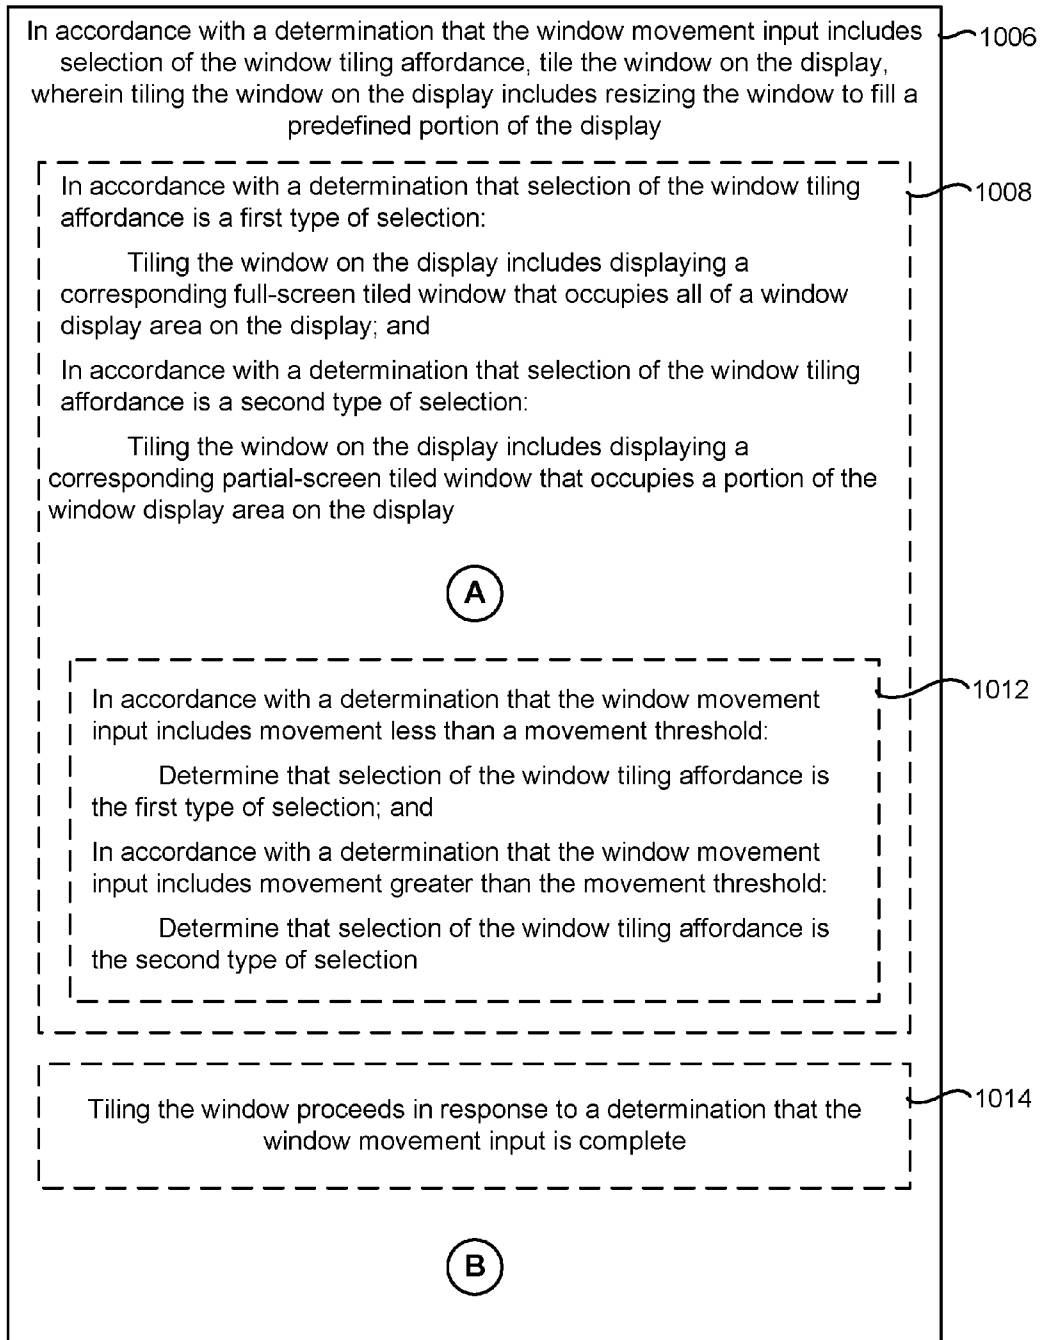 In accordance with a determination that the window movement input includes
selection of the window tiling affordance, tile the window on the display,
wherein tiling the window on the display includes resizing the window to fill a
predefined portion of the display
1006
In accordance with a determination that selection of the window tiling
affordance is a first type of selection:
1008
Tiling the window on the display includes displaying a
corresponding full-screen tiled window that occupies all of a window
display area on the display; and
In accordance with a determination that selection of the window tiling
affordance is a second type of selection:
Tiling the window on the display includes displaying a
corresponding partial-screen tiled window that occupies a portion of the
window display area on the display
A
In accordance with a determination that the window movement
input includes movement less than a movement threshold:
1012
Determine that selection of the window tiling affordance is
the first type of selection; and
In accordance with a determination that the window movement
input includes movement greater than the movement threshold:
Determine that selection of the window tiling affordance is
the second type of selection
Tiling the window proceeds in response to a determination that the
window movement input is complete
1014
B